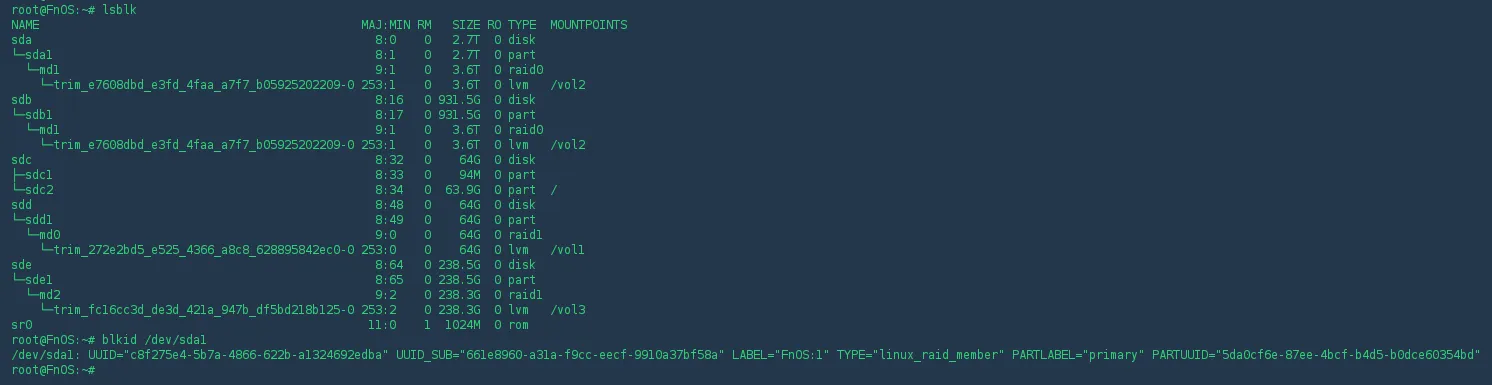 root@FnOS:~# lsblk
NAME                                              MAJ:MIN RM   SIZE RO TYPE  MOUNTPOINTS
sda                                                 8:0    0   2.7T  0 disk
└─sda1                                              8:1    0   2.7T  0 part
  └─md1                                             9:1    0   3.6T  0 raid0
    └─trim_e7608dbd_e3fd_4faa_a7f7_b05925202209-0 253:1    0   3.6T  0 lvm   /vol2
sdb                                                 8:16   0 931.5G  0 disk
└─sdb1                                              8:17   0 931.5G  0 part
  └─md1                                             9:1    0   3.6T  0 raid0
    └─trim_e7608dbd_e3fd_4faa_a7f7_b05925202209-0 253:1    0   3.6T  0 lvm   /vol2
sdc                                                 8:32   0    64G  0 disk
├─sdc1                                              8:33   0    94M  0 part
└─sdc2                                              8:34   0  63.9G  0 part  /
sdd                                                 8:48   0    64G  0 disk
└─sdd1                                              8:49   0    64G  0 part
  └─md0                                             9:0    0    64G  0 raid1
    └─trim_272e2bd5_e525_4366_a8c8_628895842ec0-0 253:0    0    64G  0 lvm   /vol1
sde                                                 8:64   0 238.5G  0 disk
└─sde1                                              8:65   0 238.5G  0 part
  └─md2                                             9:2    0 238.3G  0 raid1
    └─trim_fc16cc3d_de3d_421a_947b_df5bd218b125-0 253:2    0 238.3G  0 lvm   /vol3
sr0                                                11:0    1  1024M  0 rom
root@FnOS:~# blkid /dev/sda1
/dev/sda1: UUID="c8f275e4-5b7a-4866-622b-a1324692edba" UUID_SUB="661e8960-a31a-f9cc-eecf-9910a37bf58a" LABEL="FnOS:1" TYPE="linux_raid_member" PARTLABEL="primary" PARTUUID="5da0cf6e-87ee-4bcf-b4d5-b0dce60354bd"
root@FnOS:~#